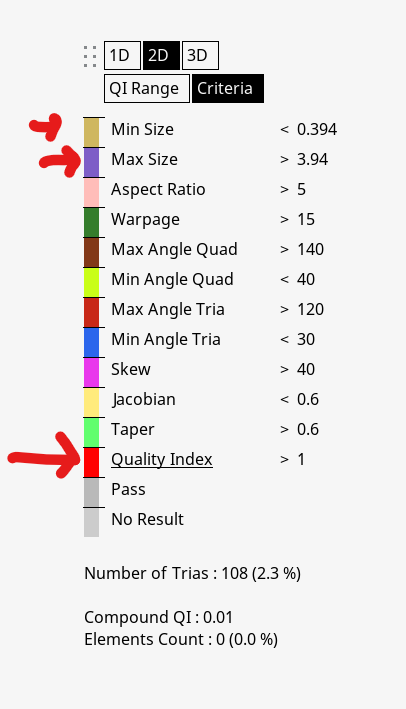 1D 2D 3D
QI Range Criteria
Min Size < 0.394
Max Size > 3.94
Aspect Ratio > 5
Warpage > 15
Max Angle Quad > 140
Min Angle Quad < 40
Max Angle Tria > 120
Min Angle Tria < 30
Skew > 40
Jacobian < 0.6
Taper > 0.6
Quality Index > 1
Pass
No Result
Number of Trias : 108 (2.3 %)
Compound QI : 0.01
Elements Count : 0 (0.0 %)